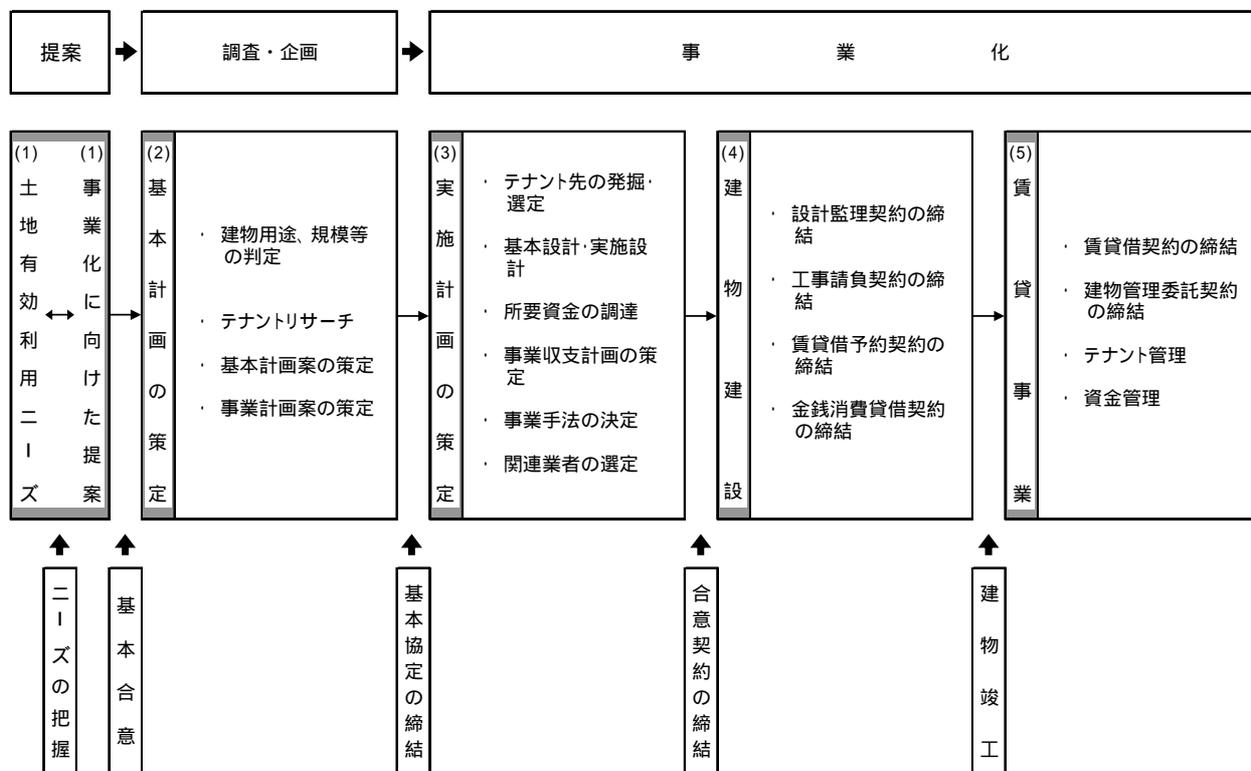 提案
調査・企画
事業化
(1)
土地有効利用ニーズ
(1)
事業化に向けた提案
(2)
基本計画の策定
・ 建物用途、規模等
の判定
・ テナントリサーチ
・ 基本計画案の策定
・ 事業計画案の策定
(3)
実施計画の策定
・ テナント先の発掘・
選定
・ 基本設計・実施設
計
・ 所要資金の調達
・ 事業収支計画の策
定
・ 事業手法の決定
・ 関連業者の選定
(4)
建物建設
・ 設計監理契約の締
結
・ 工事請負契約の締
結
・ 賃貸借予約契約の
締結
・ 金銭消費貸借契約
の締結
(5)
賃貸事業
・ 賃貸借契約の締結
・ 建物管理委託契約
の締結
・ テナント管理
・ 資金管理
ニーズの把握
基本合意
基本協定の締結
合意契約の締結
建物竣工